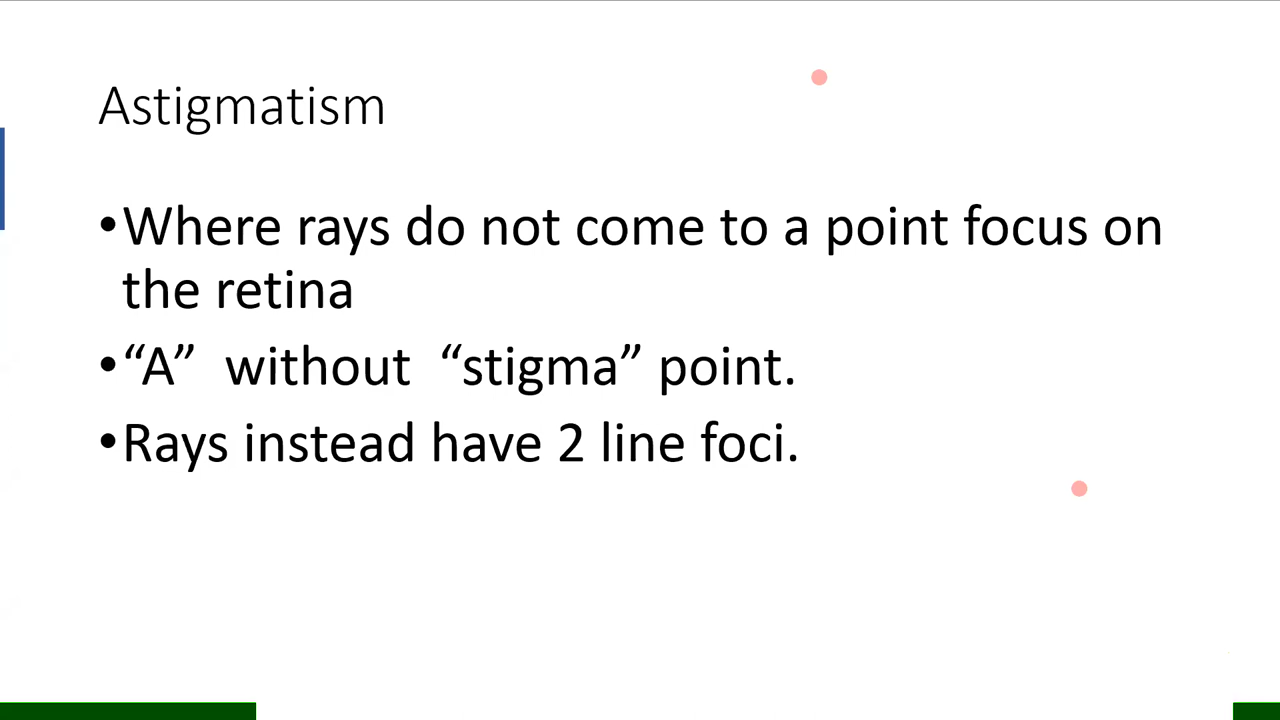 Astigmatism
•Where rays do not come to a point focus on
the retina
•“A”  without  “stigma” point.
•Rays instead have 2 line foci.